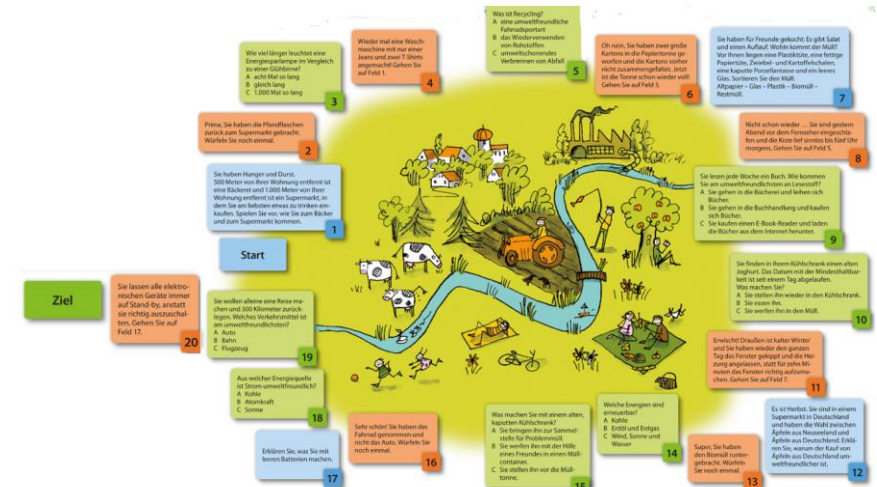 Start
Sie haben Hunger und Durst.
500 Meter von Ihrer Wohnung entfernt ist
eine Bäckerei und 1.000 Meter von Ihrer
Wohnung entfernt ist ein Supermarkt, in
dem Sie am liebsten etwas zu trinken ein-
kaufen. Spielen Sie vor, wie Sie zum Bäcker
und zum Supermarkt kommen.
1
Prima, Sie haben die Pfandflaschen
zurück zum Supermarkt gebracht.
Würfeln Sie noch einmal.
2
Wie viel länger leuchtet eine
Energiesparlampe im Vergleich
zu einer Glühbirne?
A acht Mal so lang
B gleich lang
C 1.000 Mal so lang
3
Wieder mal eine Wasch-
maschine mit nur einer
Jeans und zwei T-Shirts
angemacht! Gehen Sie
auf Feld 1.
4
Was ist Recycling?
A eine umweltfreundliche
Fahrradsportart
B das Wiederverwenden
von Rohstoffen
C umweltschonendes
Verbrennen von Abfall
5
Oh nein, Sie haben zwei große
Kartons in die Papiertonne ge-
worfen und die Kartons vorher
nicht zusammengefaltet. Jetzt
ist die Tonne schon wieder voll!
Gehen Sie auf Feld 3.
6
Sie haben für Freunde gekocht: Es gibt Salat
und einen Auflauf. Wohin kommt der Müll?
Vor Ihnen liegen eine Plastiktüte, eine fettige
Papiertüte, Zwiebel- und Kartoffelschalen,
eine kaputte Porzellantasse und ein leeres
Glas. Sortieren Sie den Müll:
Altpapier – Glas – Plastik – Biomüll –
Restmüll.
7
Nicht schon wieder ... Sie sind gestern
Abend vor dem Fernseher eingeschla-
fen und die Kiste lief sinnlos bis fünf Uhr
morgens. Gehen Sie auf Feld 5.
8
Sie lesen jede Woche ein Buch. Wie kommen
Sie am umweltfreundlichsten an Lesestoff?
A Sie gehen in die Bücherei und leihen sich
Bücher.
B Sie gehen in die Buchhandlung und kaufen
sich Bücher.
C Sie kaufen einen E-Book-Reader und laden
die Bücher aus dem Internet herunter.
9
Sie finden in Ihrem Kühlschrank einen alten
Joghurt. Das Datum mit der Mindesthaltbar-
keit ist seit einem Tag abgelaufen.
Was machen Sie?
A Sie stellen ihn wieder in den Kühlschrank.
B Sie essen ihn.
C Sie werfen ihn in den Müll.
10
Erwischt! Draußen ist kalter Winter
und Sie haben wieder den ganzen
Tag das Fenster gekippt und die Hei-
zung angelassen, statt für zehn Mi-
nuten das Fenster richtig aufzuma-
chen. Gehen Sie auf Feld 7.
11
Es ist Herbst. Sie sind in einem
Supermarkt in Deutschland
und haben die Wahl zwischen
Äpfeln aus Neuseeland und
Äpfeln aus Deutschland. Erklä-
ren Sie, warum der Kauf von
Äpfeln aus Deutschland um-
weltfreundlicher ist.
12
Super, Sie haben
den Biomüll runter-
gebracht. Würfeln
Sie noch einmal.
13
Welche Energien sind
erneuerbar?
A Kohle
B Erdöl und Erdgas
C Wind, Sonne und
Wasser
14
Was machen Sie mit einem alten,
kaputten Kühlschrank?
A Sie bringen ihn zur Sammel-
stelle für Problemmüll.
B Sie werfen ihn mit der Hilfe
eines Freundes in einen Müll-
container.
C Sie stellen ihn vor die Müll-
tonne.
15
Sehr schön! Sie haben das
Fahrrad genommen und
nicht das Auto. Würfeln Sie
noch einmal.
16
Erklären Sie, was Sie mit
leeren Batterien machen.
17
Aus welcher Energiequelle
ist Strom umweltfreundlich?
A Kohle
B Atomkraft
C Sonne
18
Sie wollen alleine eine Reise ma-
chen und 500 Kilometer zurück-
legen. Welches Verkehrsmittel ist
am umweltfreundlichsten?
A Auto
B Bahn
C Flugzeug
19
Sie lassen alle elektro-
nischen Geräte immer
auf Stand-by, anstatt
sie richtig auszuschal-
ten. Gehen Sie auf
Feld 17.
20
Ziel